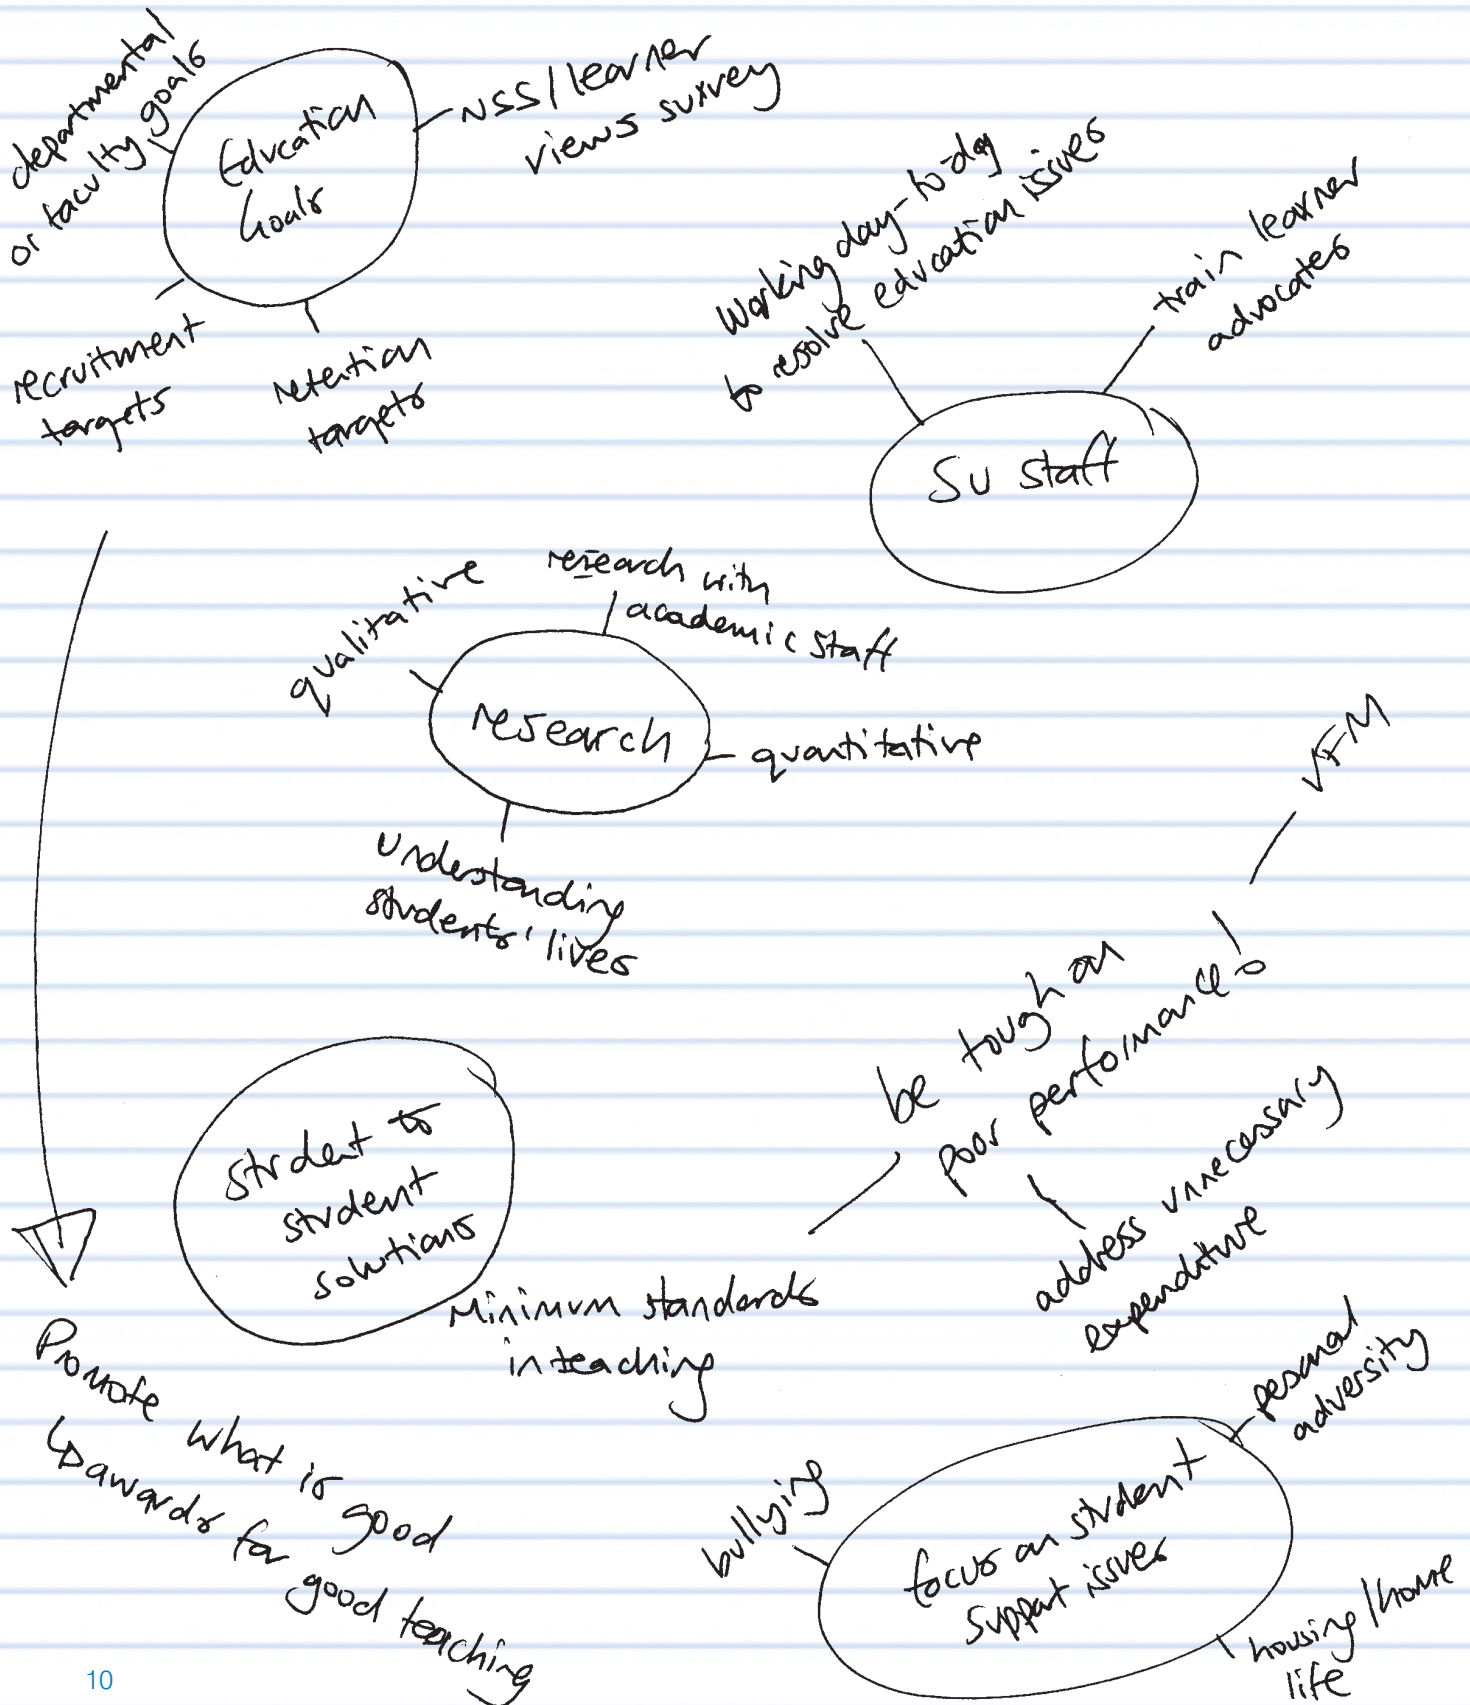 departmental
or faculty goals
Education
Goals
NSS/learner
views survey
recruitment
targets
retention
targets
Working day-to-day
to resolve education issues
train learner
advocates
SU staff
qualitative
research with
academic staff
research
quantitative
Understanding
students' lives
VFM
be tough on
poor performance!
address unnecessary
expenditure
student to
student
solutions
Minimum standards
in teaching
Promote what is good
↳ awards for good teaching
bullying
focus on student
support issues
pesonal
adversity
housing/home
life
10